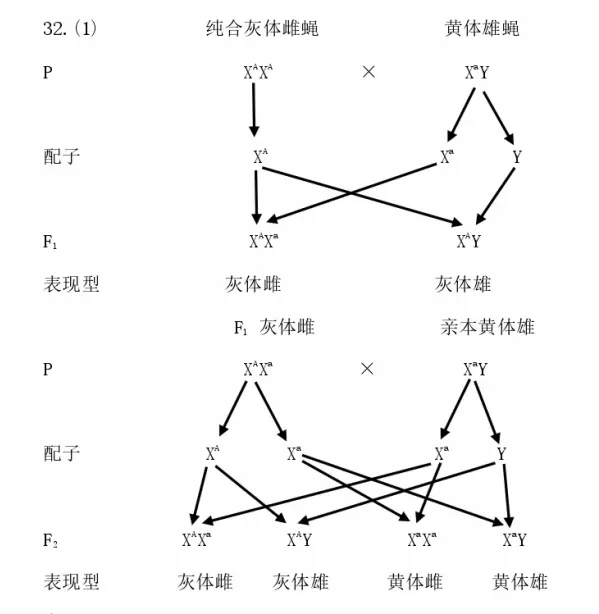 32.(1) 纯合灰体雌蝇 黄体雄蝇
P XᴬXᴬ × XᵃY
配子 Xᴬ Xᵃ Y
F₁ XᴬXᵃ XᴬY
表现型 灰体雌 灰体雄
F₁ 灰体雌 亲本黄体雄
P XᴬXᵃ × XᵃY
配子 Xᴬ Xᵃ Xᵃ Y
F₂ XᴬXᵃ XᴬY XᵃXᵃ XᵃY
表现型 灰体雌 灰体雄 黄体雌 黄体雄